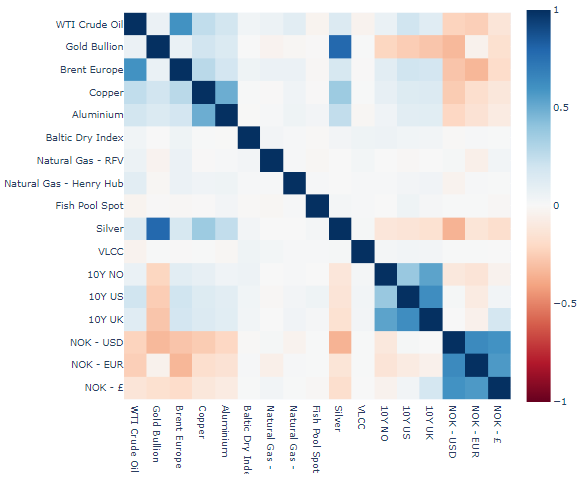 WTI Crude Oil
Gold Bullion
Brent Europe
Copper
Aluminium
Baltic Dry Index
Natural Gas - RFV
Natural Gas - Henry Hub
Fish Pool Spot
Silver
VLCC
10Y NO
10Y US
10Y UK
NOK - USD
NOK - EUR
NOK - £
WTI Crude Oil
Gold Bullion
Brent Europe
Copper
Aluminium
Baltic Dry Inde
Natural Gas -
Natural Gas -
Fish Pool Spot
Silver
VLCC
10Y NO
10Y US
10Y UK
NOK - USD
NOK - EUR
NOK - £
1
0.5
0
−0.5
−1